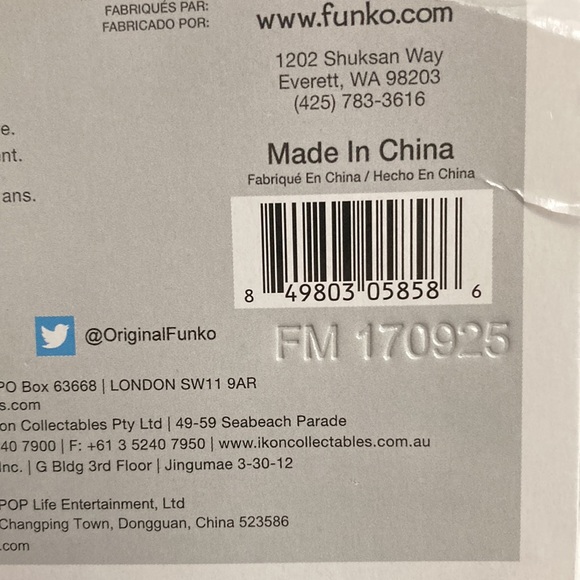 FABRIQUÉS PAR:
FABRICADO POR:
www.funko.com
1202 Shuksan Way
Everett, WA 98203
(425) 783-3616
e.
nt.
ans.
Made In China
Fabriqué En China / Hecho En China
8 49803 05858 6
@OriginalFunko
FM 170925
PO Box 63668 | LONDON SW11 9AR
s.com
on Collectables Pty Ltd | 49-59 Seabeach Parade
40 7900 | F: +61 3 5240 7950 | www.ikoncollectables.com.au
Inc. | G Bldg 3rd Floor | Jingumae 3-30-12
POP Life Entertainment, Ltd
Changping Town, Dongguan, China 523586
.com